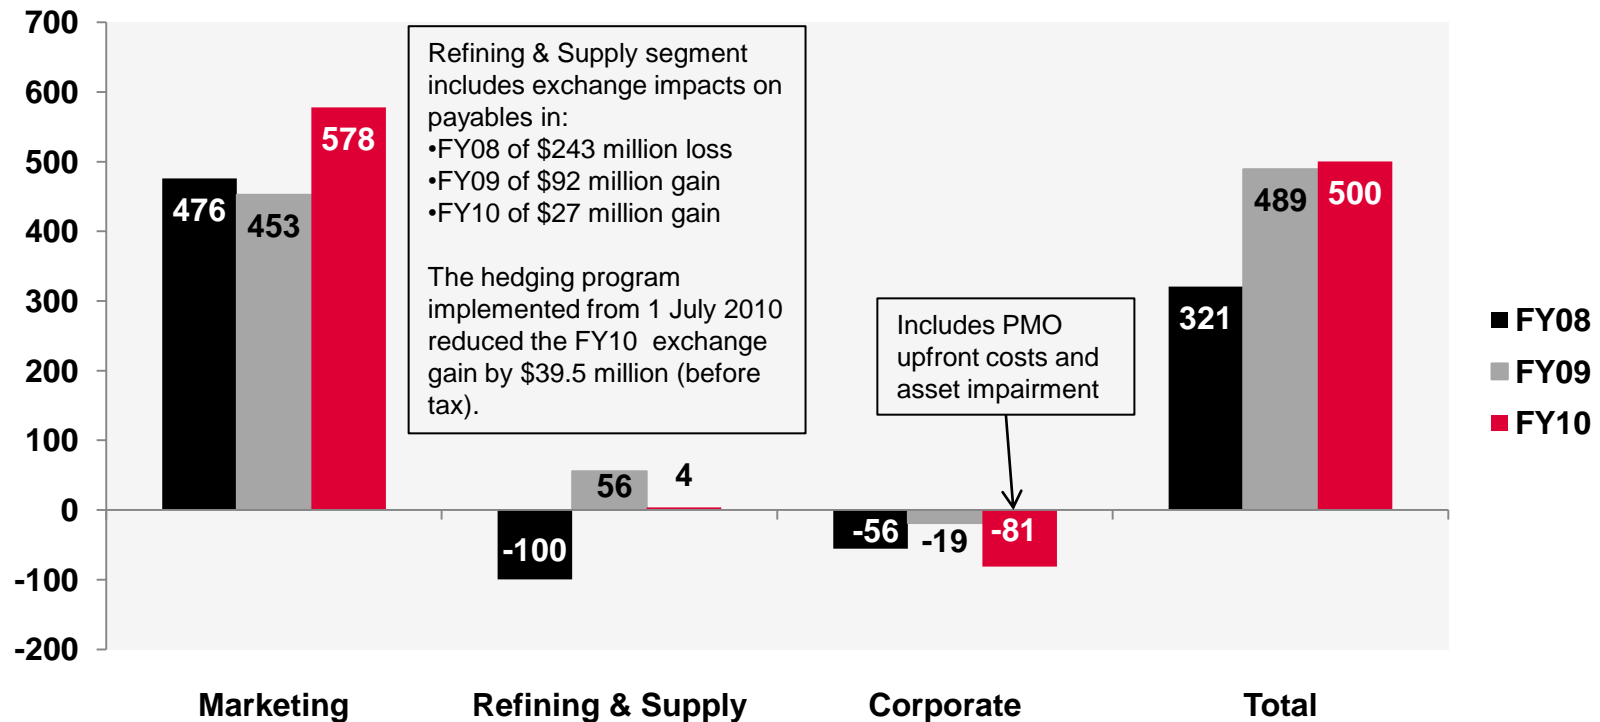 700
600
500
400
300
200
100
0
-100
-200
476
453
578
Refining & Supply segment
includes exchange impacts on
payables in:
•FY08 of $243 million loss
•FY09 of $92 million gain
•FY10 of $27 million gain
The hedging program
implemented from 1 July 2010
reduced the FY10  exchange
gain by $39.5 million (before
tax).
-100
56
4
Includes PMO
upfront costs and
asset impairment
-56
-19
-81
321
489
500
FY08
FY09
FY10
Marketing
Refining & Supply
Corporate
Total